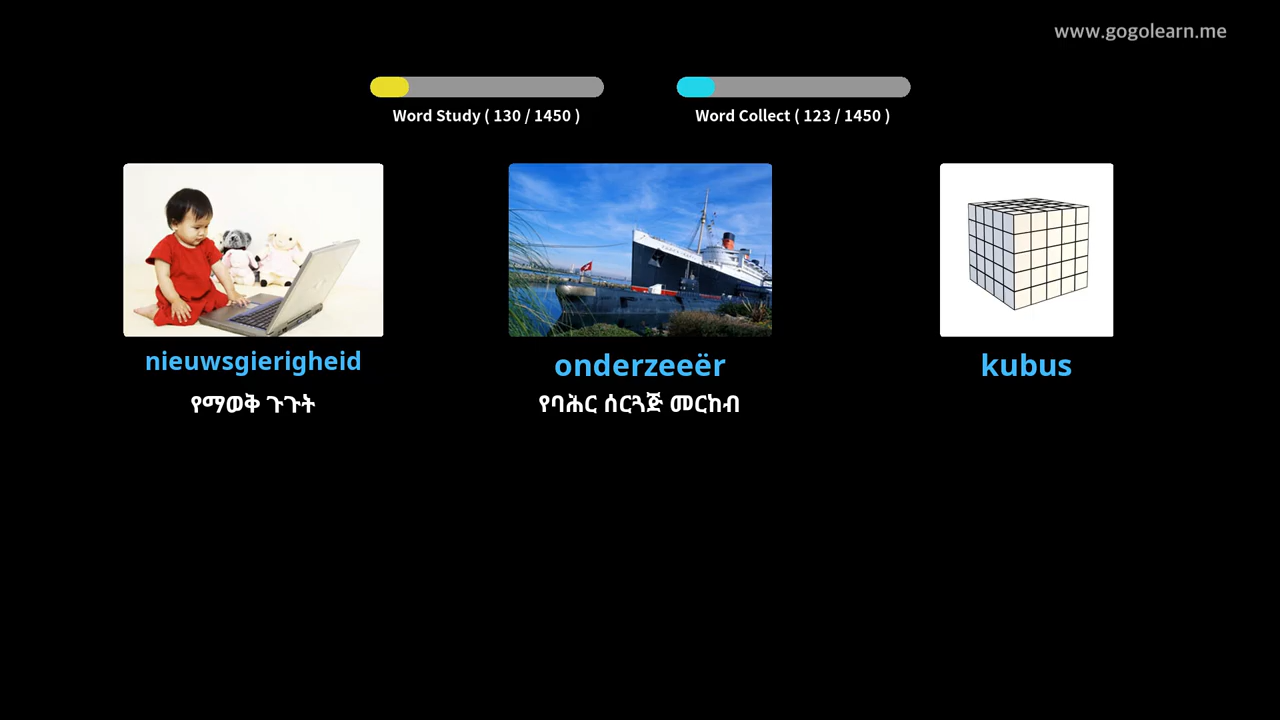 www.gogolearn.me
Word Study ( 130 / 1450 )
Word Collect ( 123 / 1450 )
nieuwsgierigheid
onderzeeër
kubus
የማወቅ ጉጉት
የባሕር ሰርጓጅ መርከብ